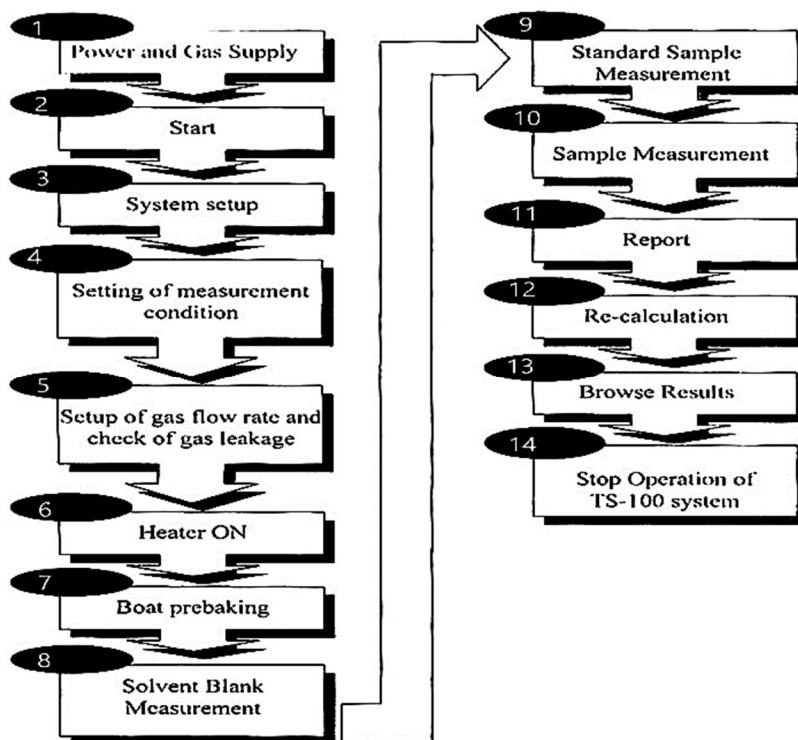 1
Power and Gas Supply
2
Start
3
System setup
4
Setting of measurement
condition
5
Setup of gas flow rate and
check of gas leakage
6
Heater ON
7
Boat prebaking
8
Solvent Blank
Measurement
9
Standard Sample
Measurement
10
Sample Measurement
11
Report
12
Re-calculation
13
Browse Results
14
Stop Operation of
TS-100 system